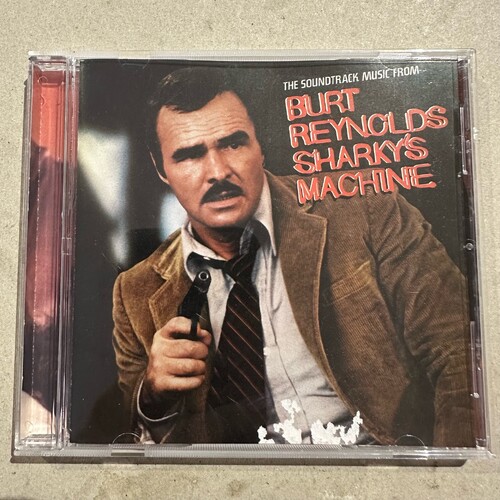 THE SOUNDTRACK MUSIC FROM
BURT
REYNOLDS
SHARKY'S
MACHINE